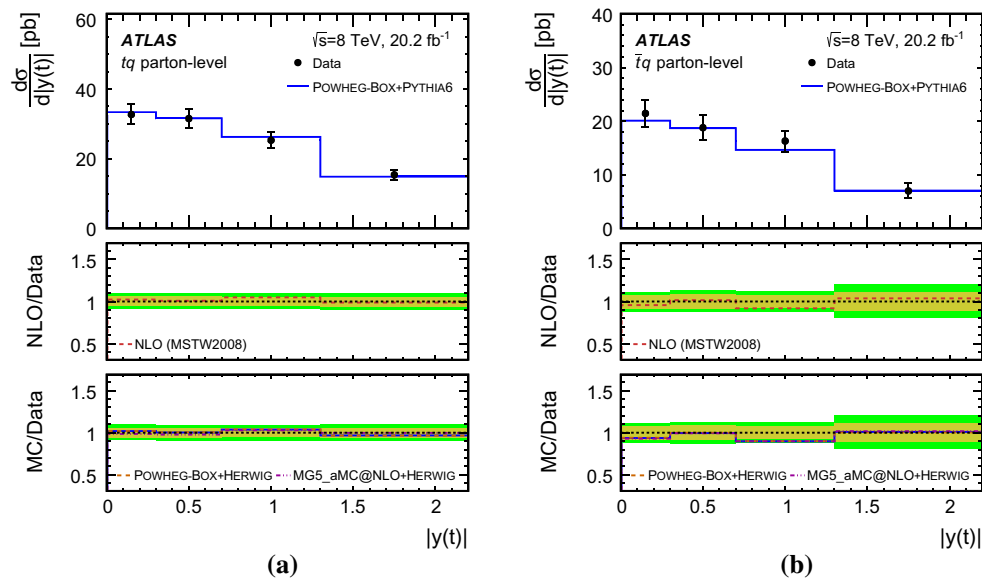 ATLAS √s=8 TeV, 20.2 fb⁻¹
tq parton-level Data
POWHEG-BOX+PYTHIA6
dσ/d|y(t)| [pb]
60
40
20
0
NLO/Data
1.5
1
0.5
NLO (MSTW2008)
MC/Data
1.5
1
0.5
POWHEG-BOX+HERWIG MG5_aMC@NLO+HERWIG
0 0.5 1 1.5 2
|y(t)|
(a)
ATLAS √s=8 TeV, 20.2 fb⁻¹
t̄q parton-level Data
POWHEG-BOX+PYTHIA6
dσ/d|y(t)| [pb]
40
30
20
10
0
NLO/Data
1.5
1
0.5
NLO (MSTW2008)
MC/Data
1.5
1
0.5
POWHEG-BOX+HERWIG MG5_aMC@NLO+HERWIG
0 0.5 1 1.5 2
|y(t)|
(b)